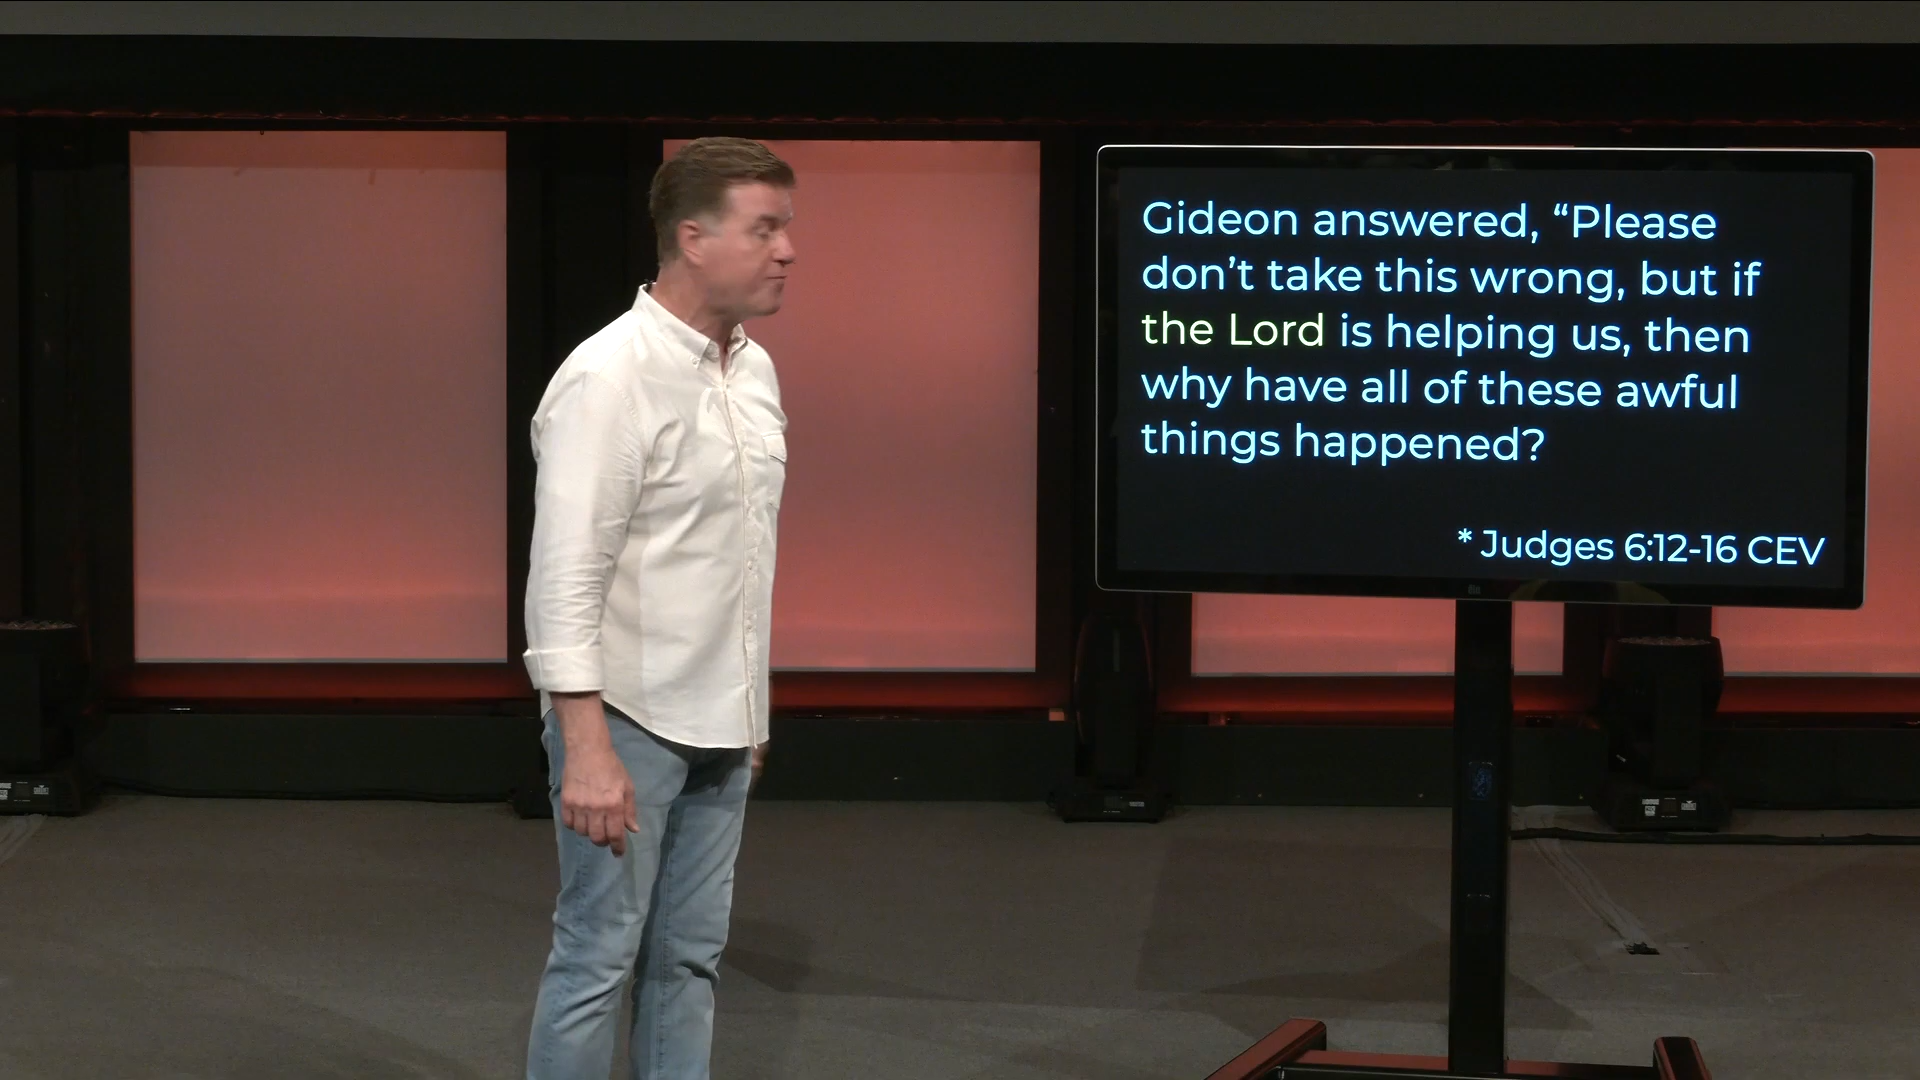 Gideon answered, “Please
don’t take this wrong, but if
the Lord is helping us, then
why have all of these awful
things happened?
* Judges 6:12-16 CEV